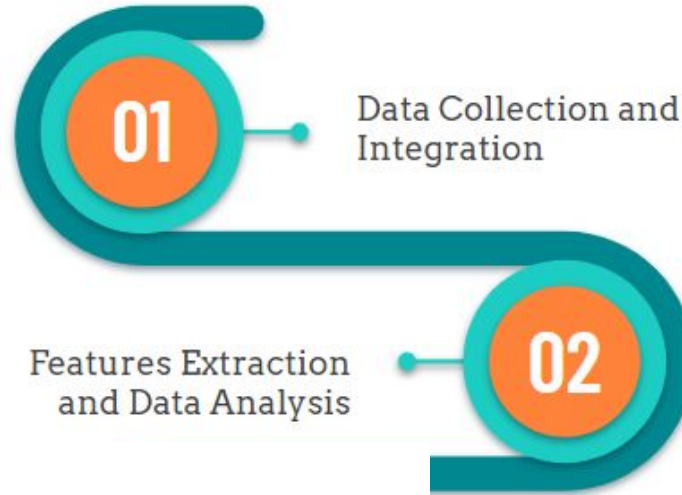 01
Data Collection and
Integration
Features Extraction
and Data Analysis
02